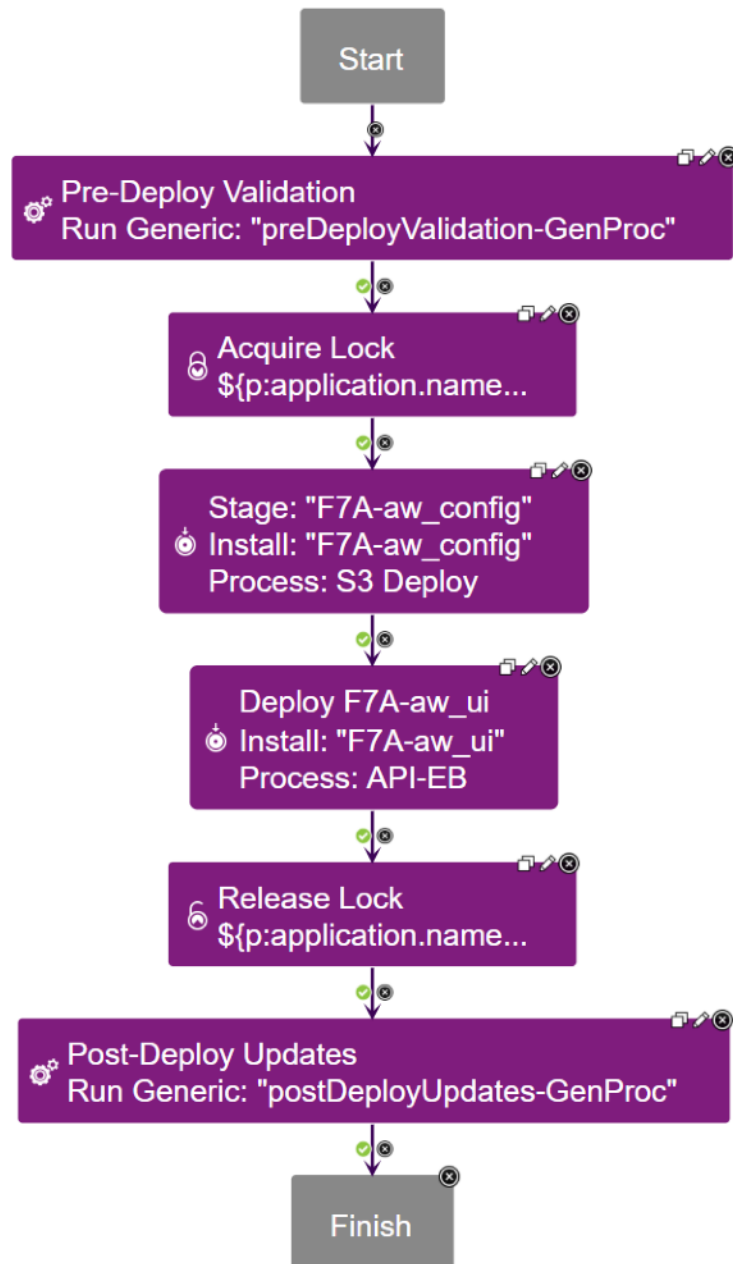 Start
Pre-Deploy Validation
Run Generic: "preDeployValidation-GenProc"
Acquire Lock
${p:application.name...
Stage: "F7A-aw_config"
Install: "F7A-aw_config"
Process: S3 Deploy
Deploy F7A-aw_ui
Install: "F7A-aw_ui"
Process: API-EB
Release Lock
${p:application.name...
Post-Deploy Updates
Run Generic: "postDeployUpdates-GenProc"
Finish